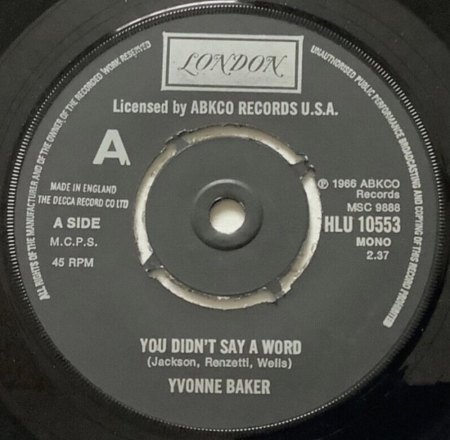 LONDON
Licensed by ABKCO RECORDS U.S.A.
A
MADE IN ENGLAND
THE DECCA RECORD CO LTD
A SIDE
M.C.P.S.
45 RPM
℗ 1966 ABKCO
Records Inc.
MSC 9888
HLU 10553
MONO
2.37
YOU DIDN'T SAY A WORD
(Jackson, Renzetti, Wells)
YVONNE BAKER
ALL RIGHTS OF THE MANUFACTURER AND OF THE OWNER OF THE RECORDED WORK RESERVED
UNAUTHORISED PUBLIC PERFORMANCE BROADCASTING AND COPYING OF THIS RECORD PROHIBITED